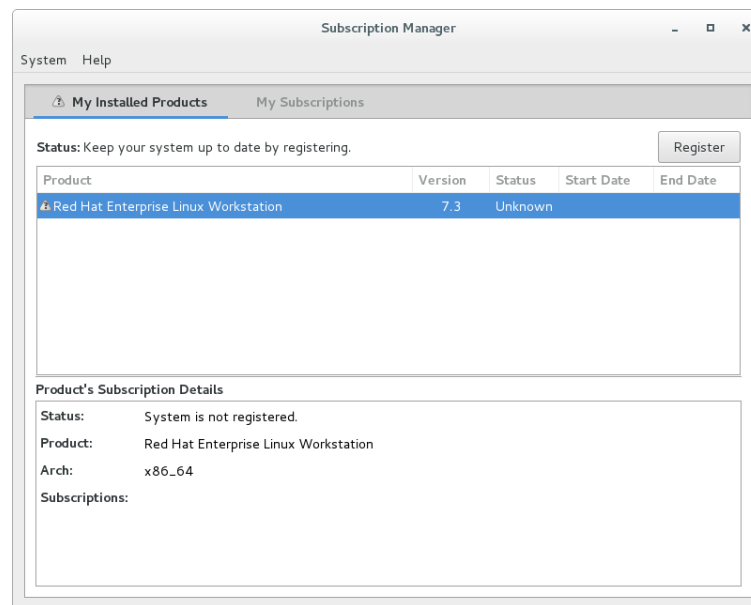 Subscription Manager
System Help
My Installed Products My Subscriptions
Status: Keep your system up to date by registering. Register
Product Version Status Start Date End Date
Red Hat Enterprise Linux Workstation 7.3 Unknown
Product's Subscription Details
Status: System is not registered.
Product: Red Hat Enterprise Linux Workstation
Arch: x86_64
Subscriptions: